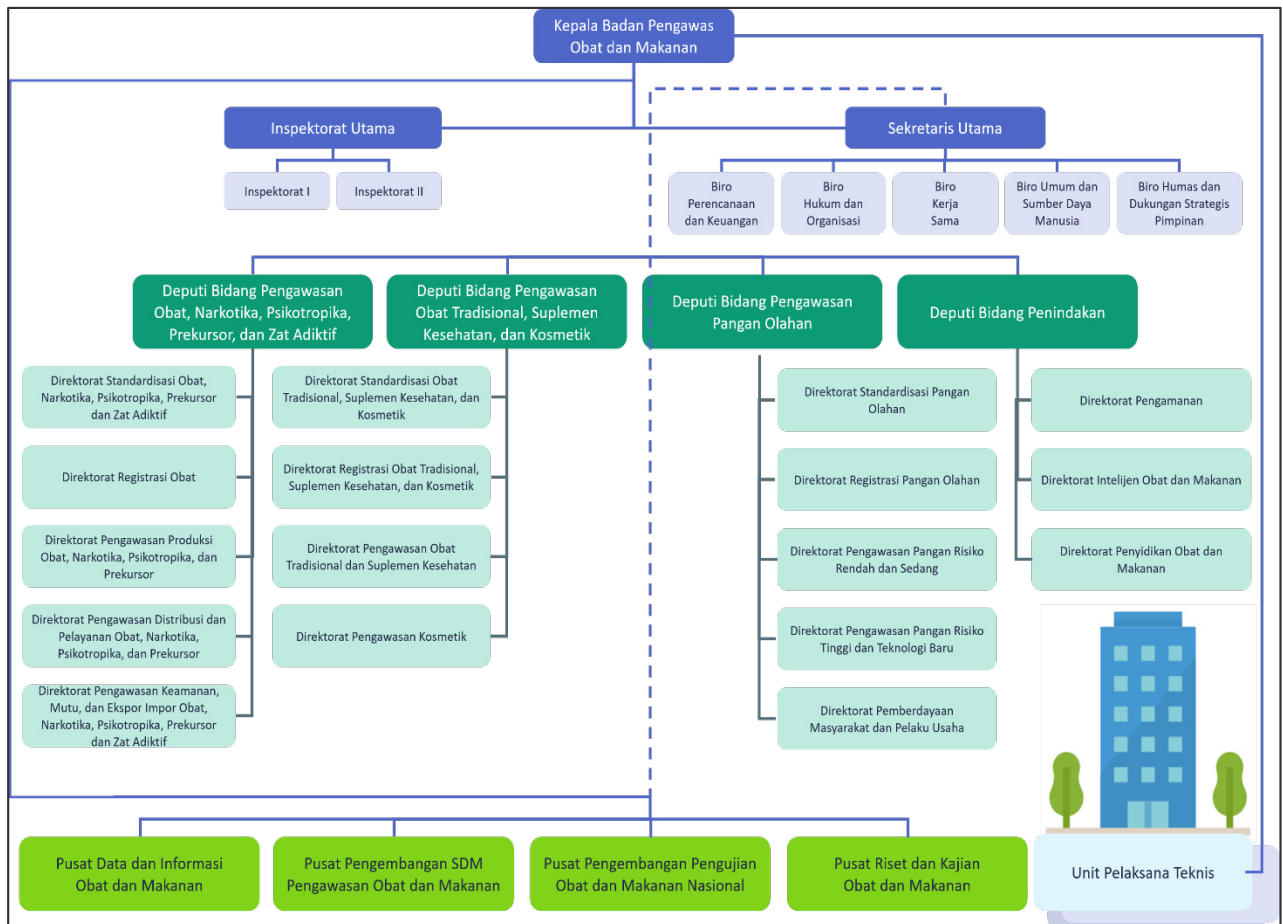 Kepala Badan Pengawas
Obat dan Makanan
Inspektorat Utama
Sekretaris Utama
Inspektorat I
Inspektorat II
Biro
Perencanaan
dan Keuangan
Biro
Hukum dan
Organisasi
Biro
Kerja
Sama
Biro Umum dan
Sumber Daya
Manusia
Biro Humas dan
Dukungan Strategis
Pimpinan
Deputi Bidang Pengawasan
Obat, Narkotika, Psikotropika,
Prekursor, dan Zat Adiktif
Deputi Bidang Pengawasan
Obat Tradisional, Suplemen
Kesehatan, dan Kosmetik
Deputi Bidang Pengawasan
Pangan Olahan
Deputi Bidang Penindakan
Direktorat Standardisasi Obat,
Narkotika, Psikotropika, Prekursor
dan Zat Adiktif
Direktorat Registrasi Obat
Direktorat Pengawasan Produksi
Obat, Narkotika, Psikotropika, dan
Prekursor
Direktorat Pengawasan Distribusi dan
Pelayanan Obat, Narkotika,
Psikotropika, dan Prekursor
Direktorat Pengawasan Keamanan,
Mutu, dan Ekspor Impor Obat,
Narkotika, Psikotropika, Prekursor
dan Zat Adiktif
Direktorat Standardisasi Obat
Tradisional, Suplemen Kesehatan, dan
Kosmetik
Direktorat Registrasi Obat Tradisional,
Suplemen Kesehatan, dan Kosmetik
Direktorat Pengawasan Obat
Tradisional dan Suplemen Kesehatan
Direktorat Pengawasan Kosmetik
Direktorat Standardisasi Pangan
Olahan
Direktorat Registrasi Pangan Olahan
Direktorat Pengawasan Pangan Risiko
Rendah dan Sedang
Direktorat Pengawasan Pangan Risiko
Tinggi dan Teknologi Baru
Direktorat Pemberdayaan
Masyarakat dan Pelaku Usaha
Direktorat Pengamanan
Direktorat Intelijen Obat dan Makanan
Direktorat Penyidikan Obat dan
Makanan
Pusat Data dan Informasi
Obat dan Makanan
Pusat Pengembangan SDM
Pengawasan Obat dan Makanan
Pusat Pengembangan Pengujian
Obat dan Makanan Nasional
Pusat Riset dan Kajian
Obat dan Makanan
Unit Pelaksana Teknis